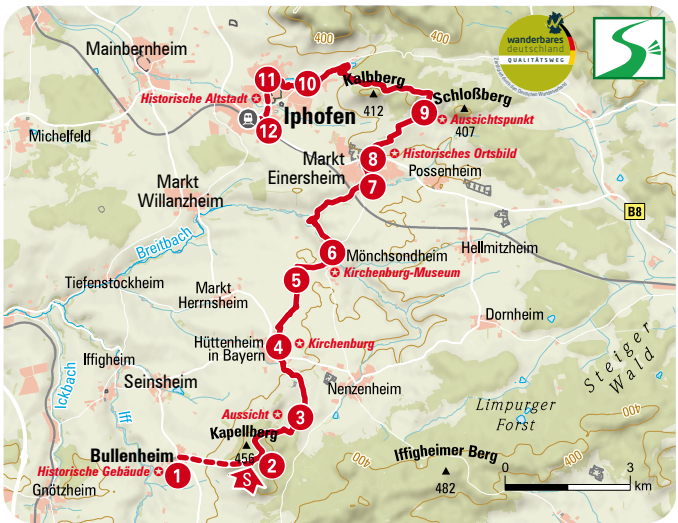 400
400
wanderbares
deutschland
QUALITÄTSWEG
Mainbernheim
11
10
Kalbberg
412
Schloßberg
407
Historische Altstadt
Iphofen
9
Aussichtspunkt
12
Michelfeld
Markt
Einersheim
8
Historisches Ortsbild
7
Possenheim
Markt
Willanzheim
B8
Breitbach
6
Mönchsondheim
Hellmitzheim
Kirchenburg-Museum
Tiefenstockheim
5
Markt
Herrnsheim
Dornheim
Hüttenheim
in Bayern
4
Kirchenburg
Iffigheim
Steiger
Wald
Ickbach
Seinsheim
Nenzenheim
Iff
Limpurger
Forst
400
Aussicht
3
Kapellberg
456
Bullenheim
Historische Gebäude
1
2
S
400
Iffigheimer Berg
482
400
Gnötzheim
0
3
km